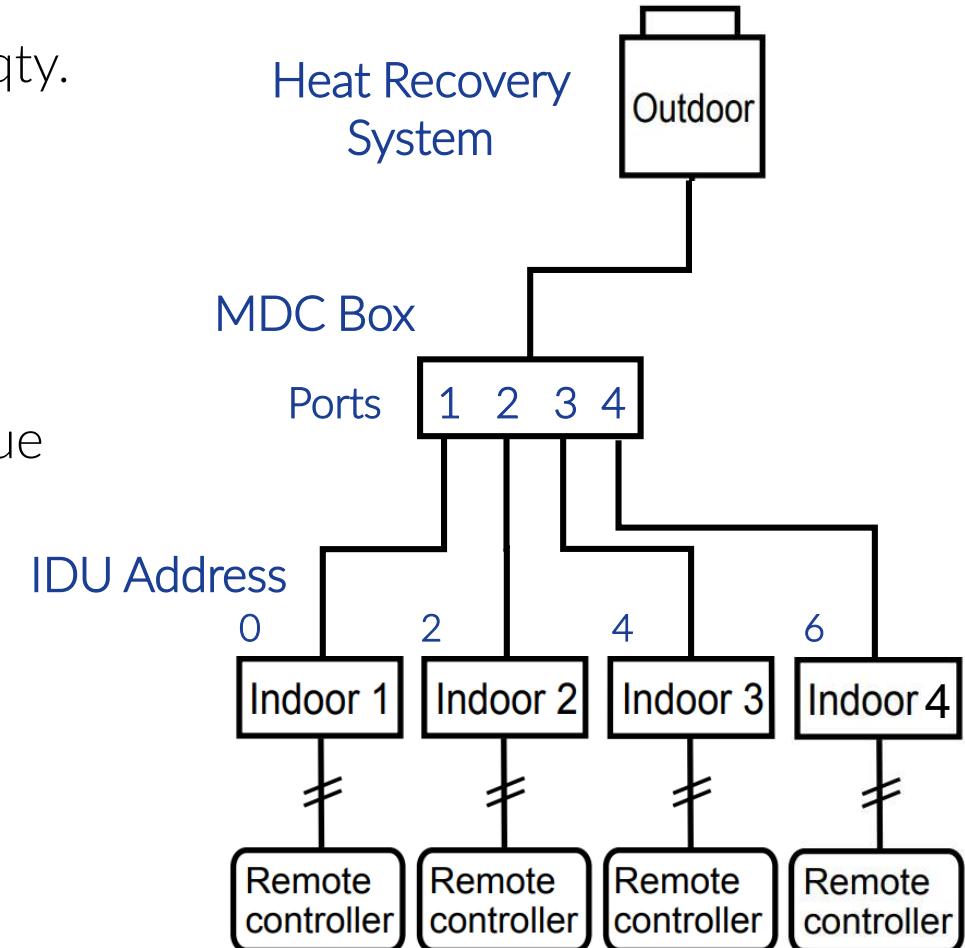 qty.
Heat Recovery
System
Outdoor
MDC Box
Ports 1 2 3 4
IDU Address
0 2 4 6
Indoor 1 Indoor 2 Indoor 3 Indoor 4
Remote controller
Remote controller
Remote controller
Remote controller